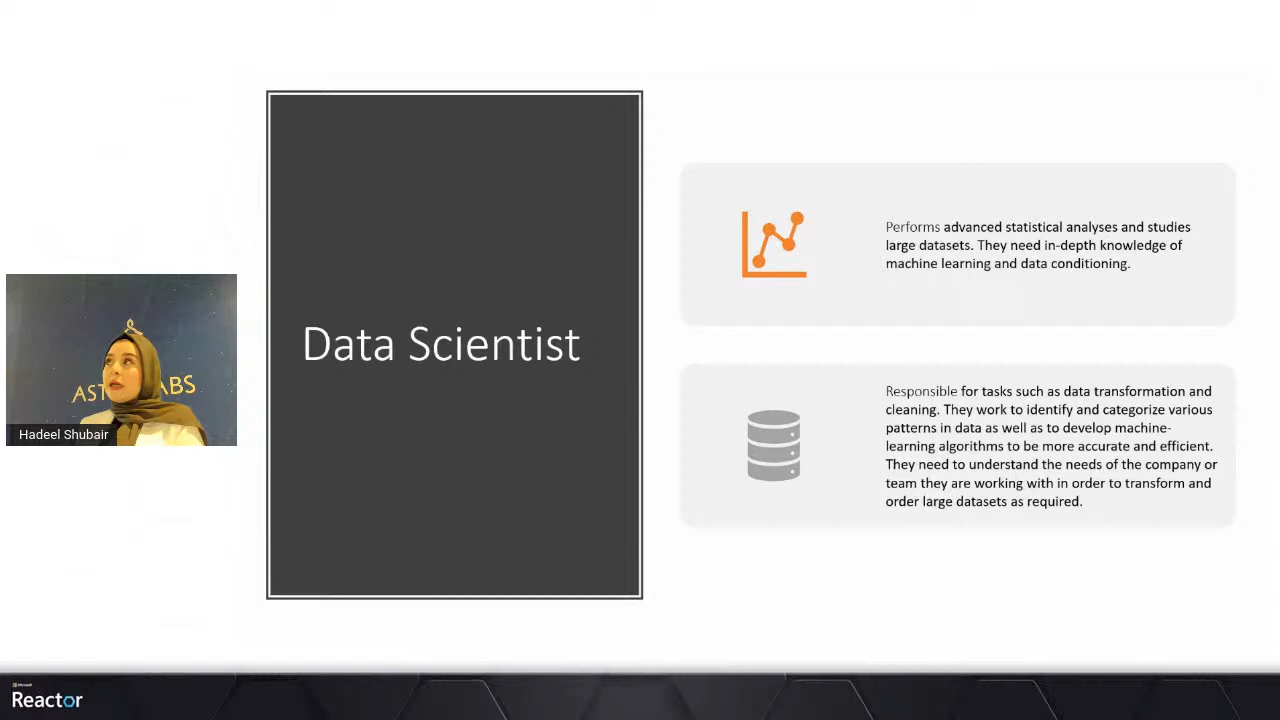 Data Scientist
Performs advanced statistical analyses and studies
large datasets. They need in-depth knowledge of
machine learning and data conditioning.
Responsible for tasks such as data transformation and
cleaning. They work to identify and categorize various
patterns in data as well as to develop machine-
learning algorithms to be more accurate and efficient.
They need to understand the needs of the company or
team they are working with in order to transform and
order large datasets as required.
AST ABS
Hadeel Shubair
Microsoft
Reactor